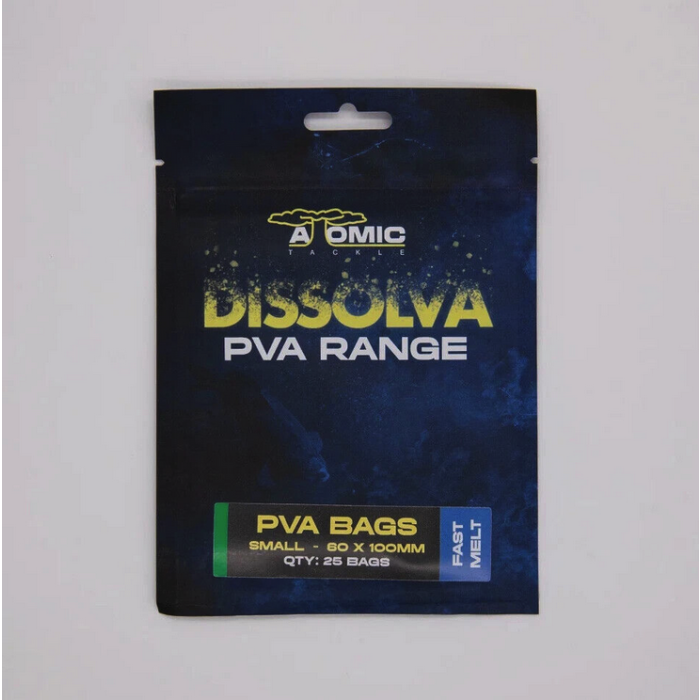 ATOMIC
TACKLE
DISSOLVA
PVA RANGE
PVA BAGS
SMALL - 60 X 100MM
QTY: 25 BAGS
FAST
MELT